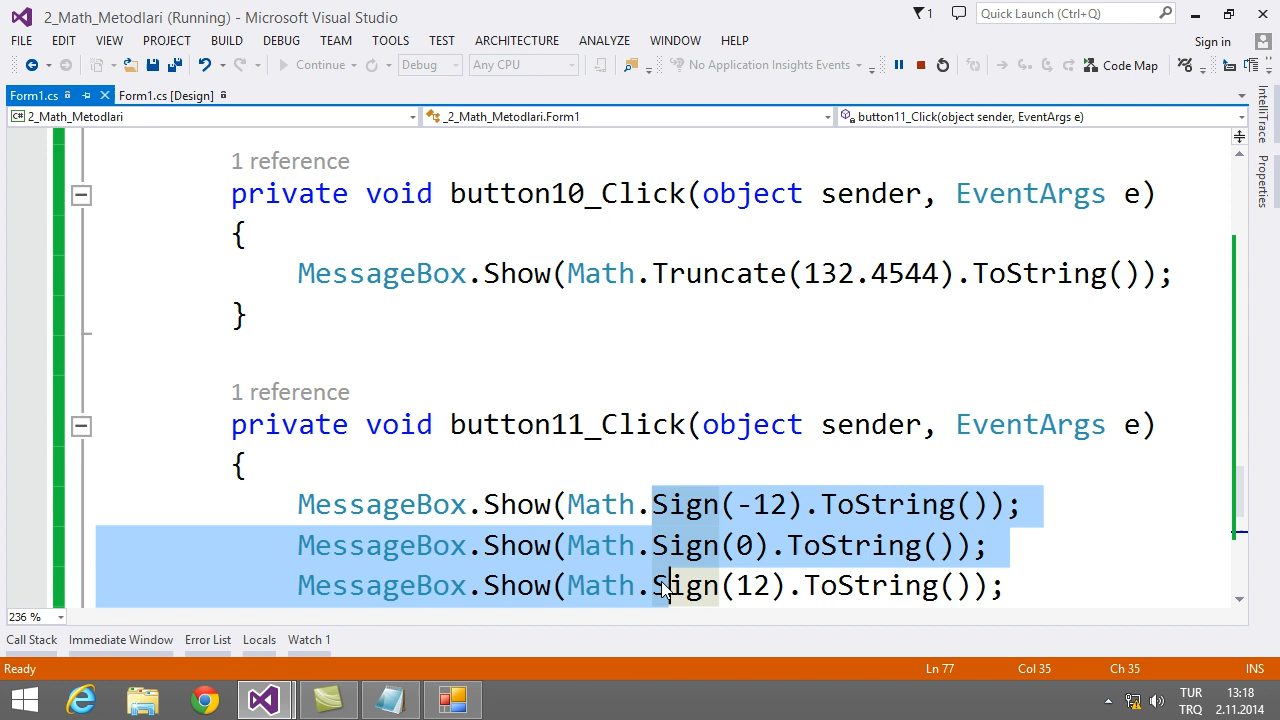 2_Math_Metodlari (Running) - Microsoft Visual Studio
1
Quick Launch (Ctrl+Q)
FILE EDIT VIEW PROJECT BUILD DEBUG TEAM TOOLS TEST ARCHITECTURE ANALYZE WINDOW HELP
Sign in
Continue Debug Any CPU No Application Insights Events Code Map
Form1.cs Form1.cs [Design]
2_Math_Metodlari _2_Math_Metodlari.Form1 button11_Click(object sender, EventArgs e)
IntelliTrace
Properties
1 reference
private void button10_Click(object sender, EventArgs e)
{
MessageBox.Show(Math.Truncate(132.4544).ToString());
}
1 reference
private void button11_Click(object sender, EventArgs e)
{
MessageBox.Show(Math.Sign(-12).ToString());
MessageBox.Show(Math.Sign(0).ToString());
MessageBox.Show(Math.Sign(12).ToString());
236 %
Call Stack Immediate Window Error List Locals Watch 1
Ready Ln 77 Col 35 Ch 35 INS
TUR 13:18
TRQ 2.11.2014